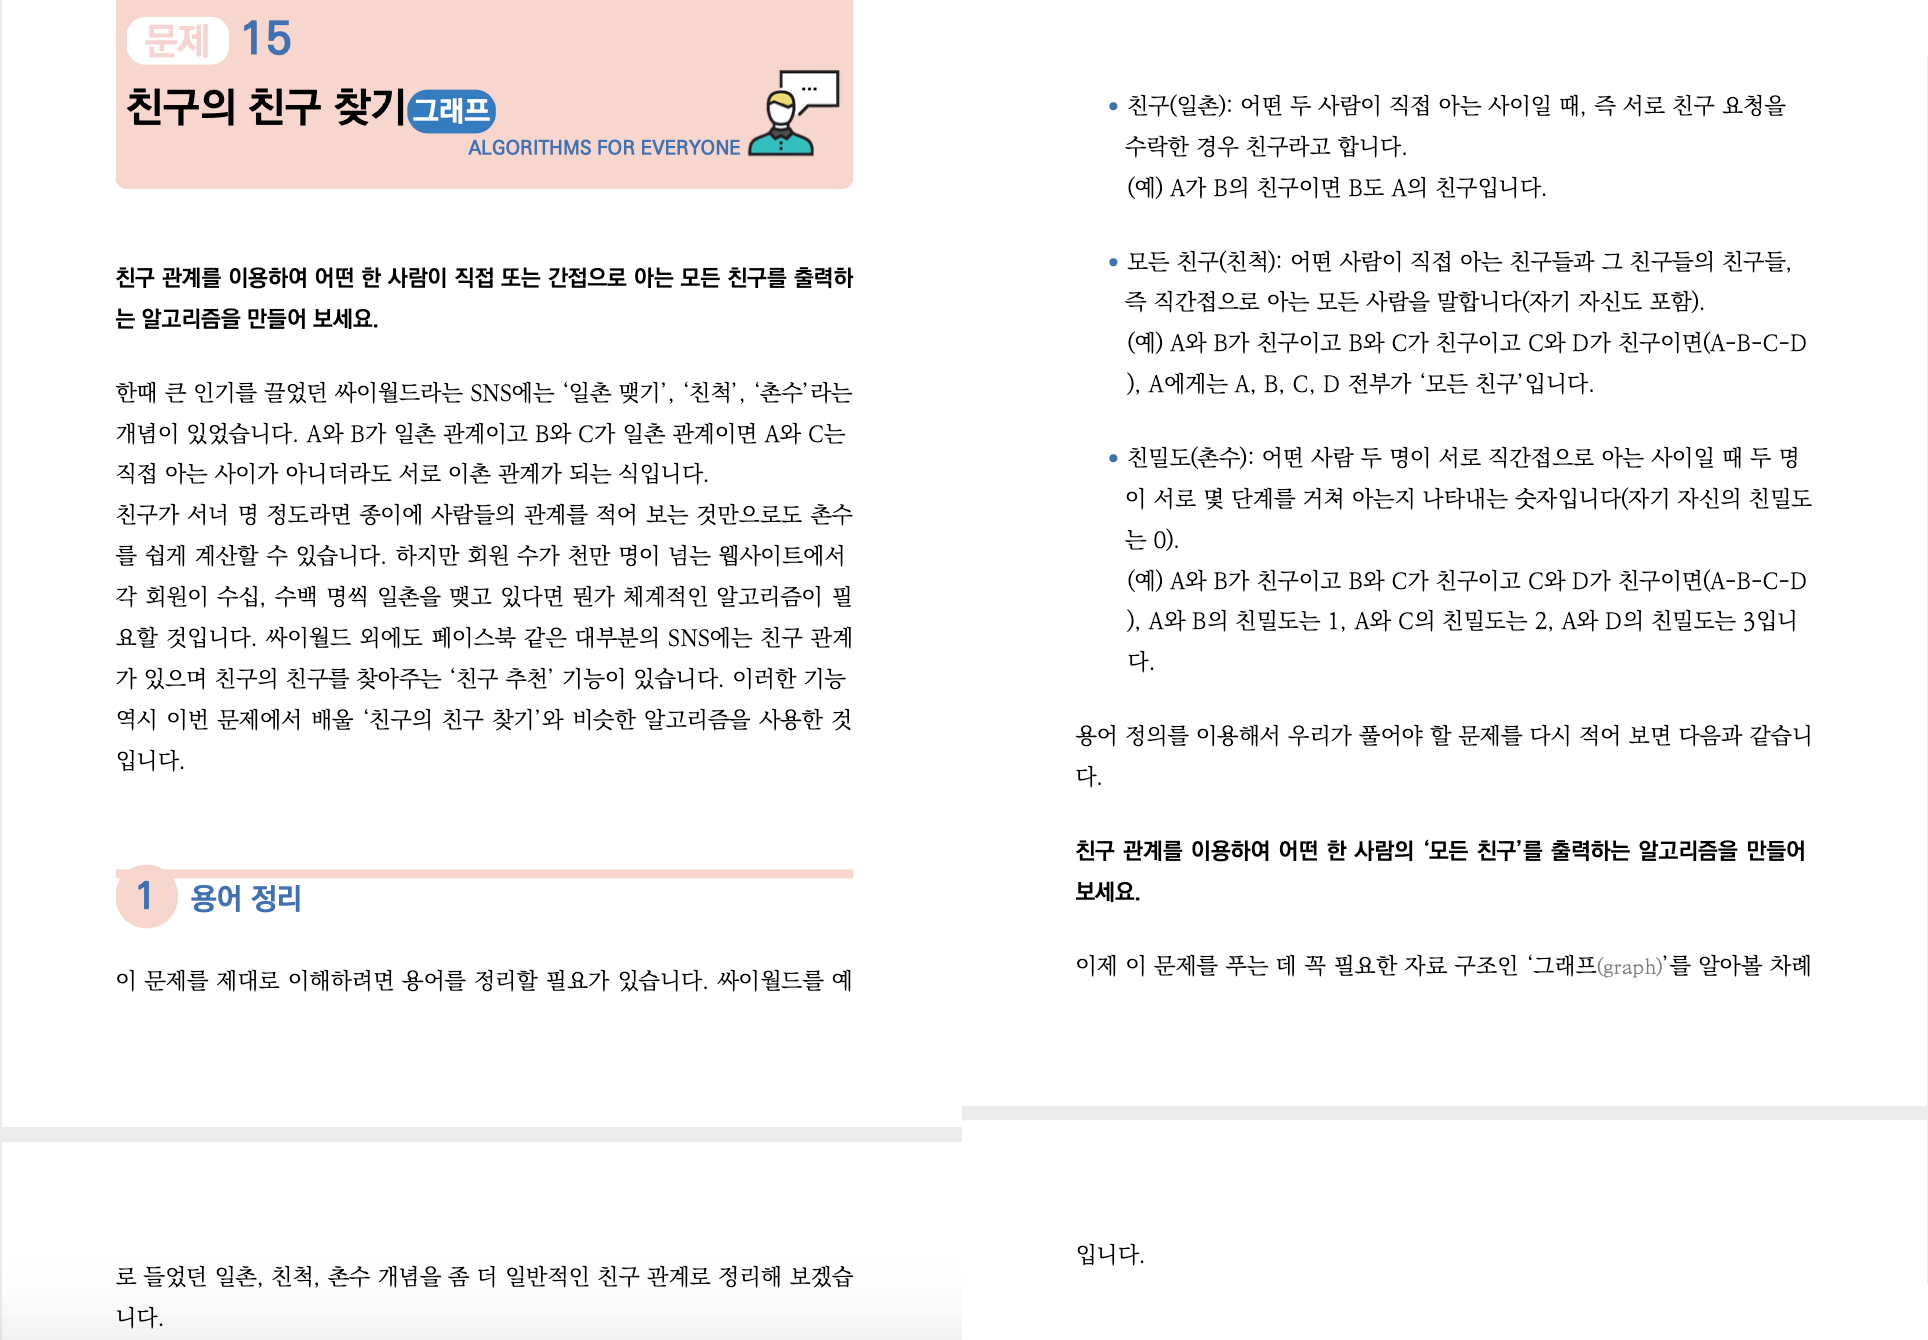 문제 15
친구의 친구 찾기 그래프
ALGORITHMS FOR EVERYONE
친구 관계를 이용하여 어떤 한 사람이 직접 또는 간접으로 아는 모든 친구를 출력하
는 알고리즘을 만들어 보세요.
한때 큰 인기를 끌었던 싸이월드라는 SNS에는 ‘일촌 맺기’, ‘친척’, ‘촌수’라는
개념이 있었습니다. A와 B가 일촌 관계이고 B와 C가 일촌 관계이면 A와 C는
직접 아는 사이가 아니더라도 서로 이촌 관계가 되는 식입니다.
친구가 서너 명 정도라면 종이에 사람들의 관계를 적어 보는 것만으로도 촌수
를 쉽게 계산할 수 있습니다. 하지만 회원 수가 천만 명이 넘는 웹사이트에서
각 회원이 수십, 수백 명씩 일촌을 맺고 있다면 뭔가 체계적인 알고리즘이 필
요할 것입니다. 싸이월드 외에도 페이스북 같은 대부분의 SNS에는 친구 관계
가 있으며 친구의 친구를 찾아주는 ‘친구 추천’ 기능이 있습니다. 이러한 기능
역시 이번 문제에서 배울 ‘친구의 친구 찾기’와 비슷한 알고리즘을 사용한 것
입니다.
1 용어 정리
이 문제를 제대로 이해하려면 용어를 정리할 필요가 있습니다. 싸이월드를 예
로 들었던 일촌, 친척, 촌수 개념을 좀 더 일반적인 친구 관계로 정리해 보겠습
니다.
• 친구(일촌): 어떤 두 사람이 직접 아는 사이일 때, 즉 서로 친구 요청을
수락한 경우 친구라고 합니다.
(예) A가 B의 친구이면 B도 A의 친구입니다.
• 모든 친구(친척): 어떤 사람이 직접 아는 친구들과 그 친구들의 친구들,
즉 직간접으로 아는 모든 사람을 말합니다(자기 자신도 포함).
(예) A와 B가 친구이고 B와 C가 친구이고 C와 D가 친구이면(A-B-C-D
), A에게는 A, B, C, D 전부가 ‘모든 친구’입니다.
• 친밀도(촌수): 어떤 사람 두 명이 서로 직간접으로 아는 사이일 때 두 명
이 서로 몇 단계를 거쳐 아는지 나타내는 숫자입니다(자기 자신의 친밀도
는 0).
(예) A와 B가 친구이고 B와 C가 친구이고 C와 D가 친구이면(A-B-C-D
), A와 B의 친밀도는 1, A와 C의 친밀도는 2, A와 D의 친밀도는 3입니
다.
용어 정의를 이용해서 우리가 풀어야 할 문제를 다시 적어 보면 다음과 같습니
다.
친구 관계를 이용하여 어떤 한 사람의 ‘모든 친구’를 출력하는 알고리즘을 만들어
보세요.
이제 이 문제를 푸는 데 꼭 필요한 자료 구조인 ‘그래프(graph)’를 알아볼 차례
입니다.